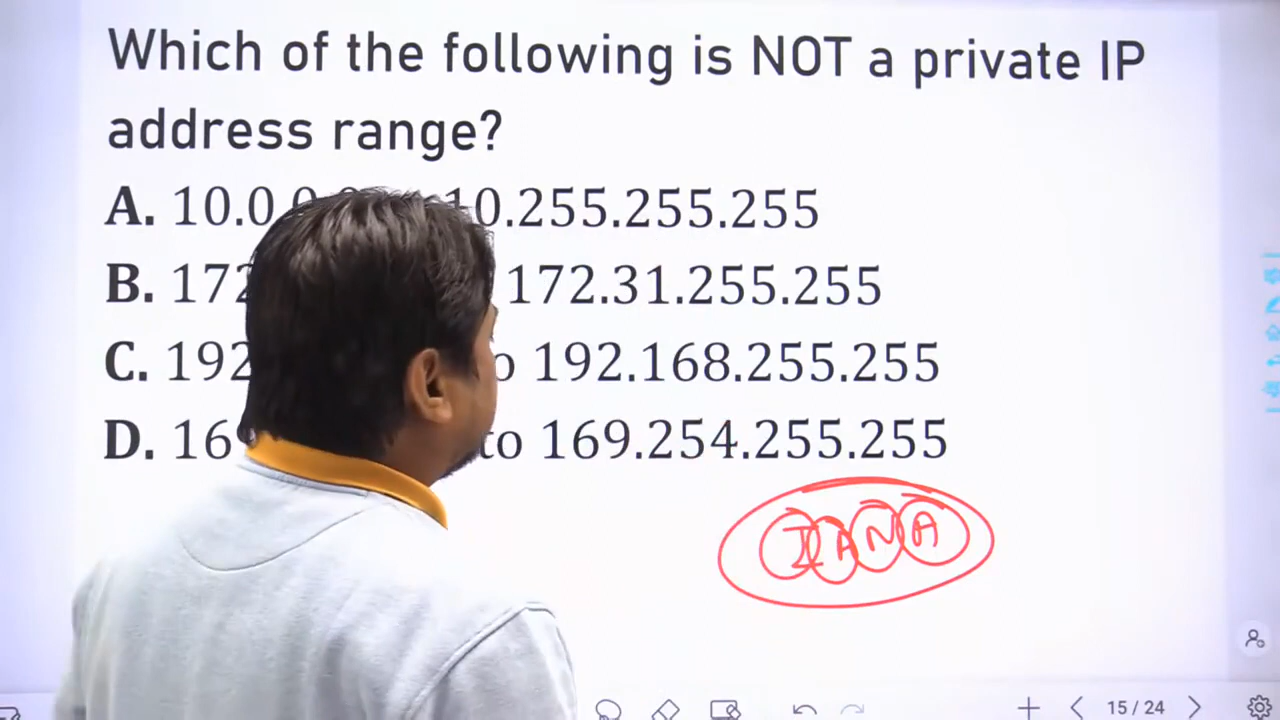 Which of the following is NOT a private IP
address range?
A. 10.0 10.255.255.255
B. 172 172.31.255.255
C. 192 to 192.168.255.255
D. 16 to 169.254.255.255
IANA
15 / 24